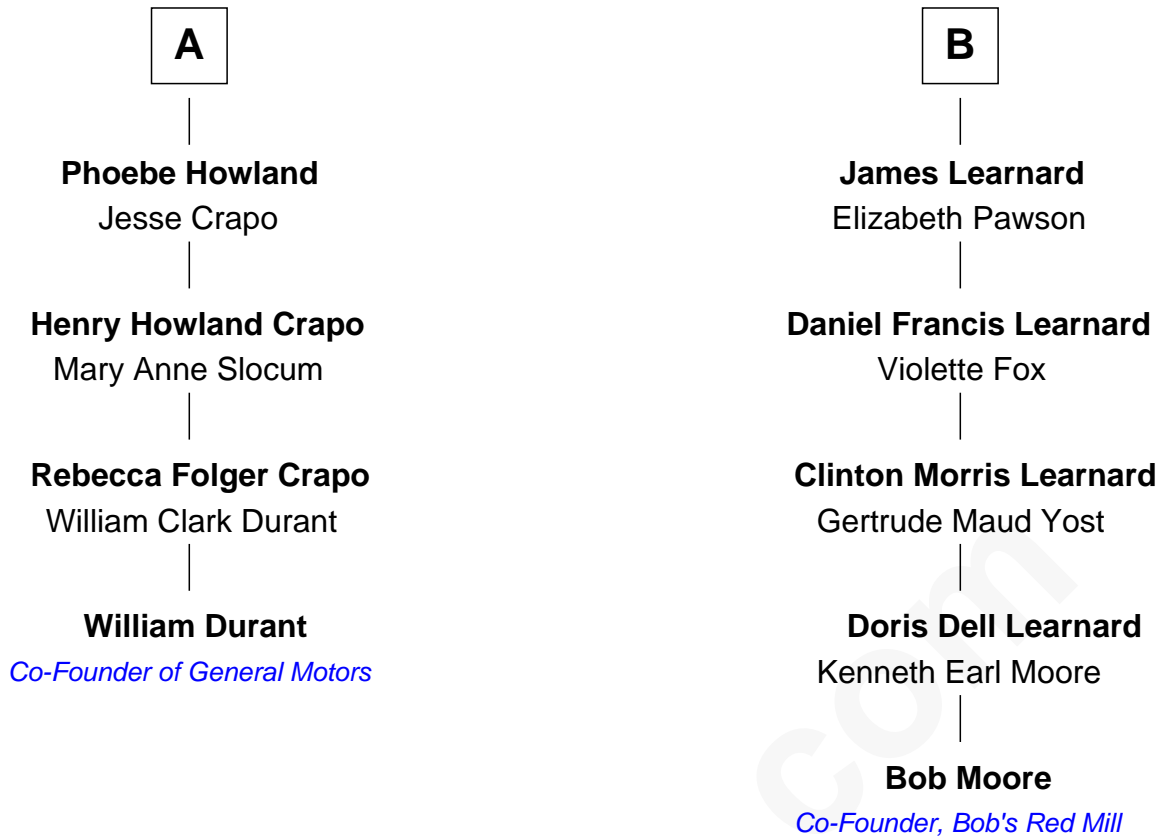 A
Phoebe Howland
Jesse Crapo
Henry Howland Crapo
Mary Anne Slocum
Rebecca Folger Crapo
William Clark Durant
William Durant
Co-Founder of General Motors
B
James Learnard
Elizabeth Pawson
Daniel Francis Learnard
Violette Fox
Clinton Morris Learnard
Gertrude Maud Yost
Doris Dell Learnard
Kenneth Earl Moore
Bob Moore
Co-Founder, Bob's Red Mill
com